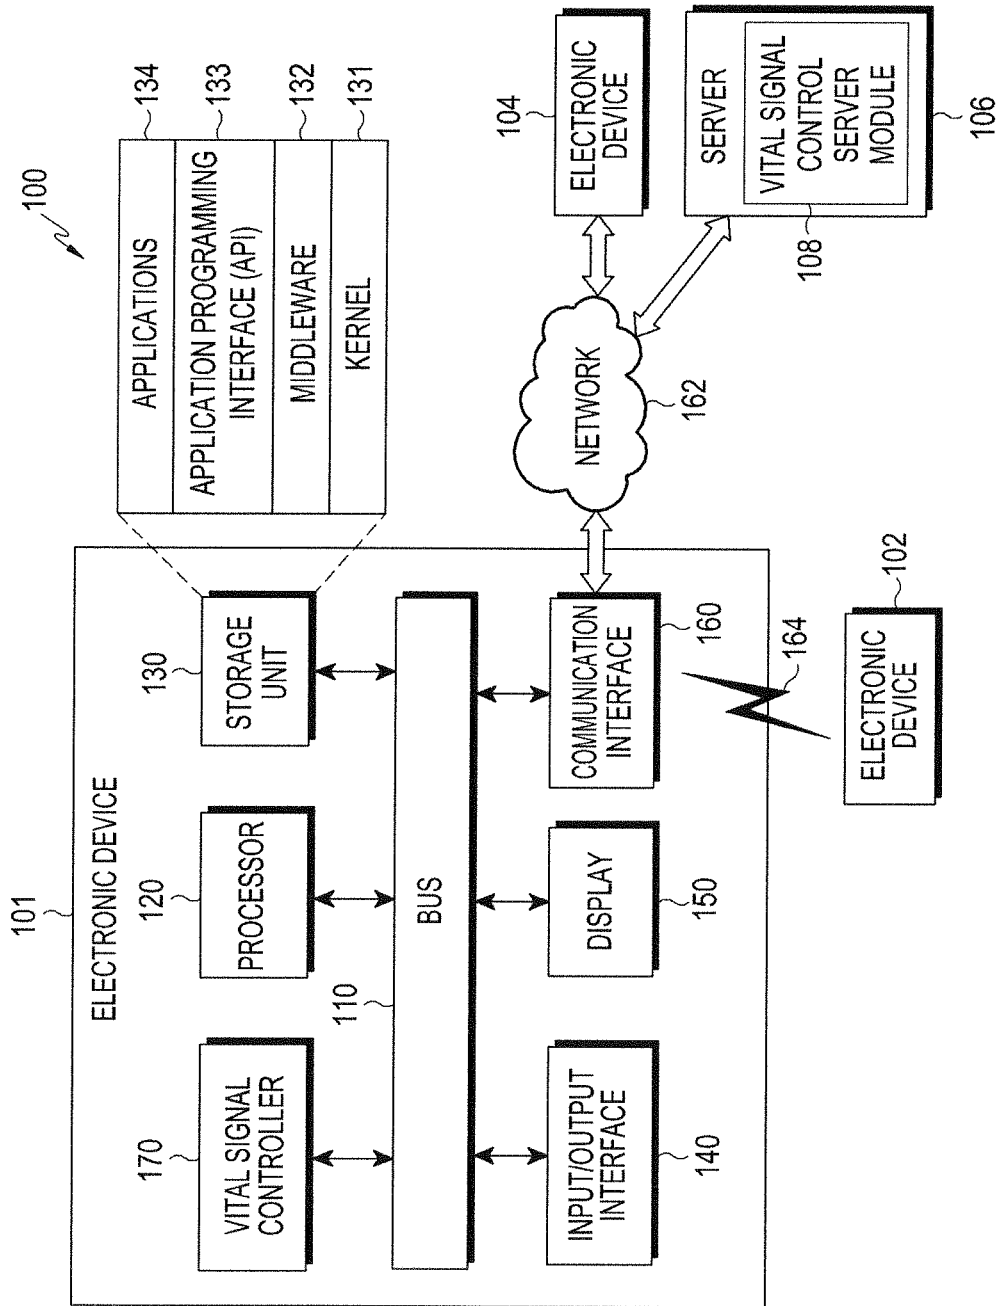 100
101
ELECTRONIC DEVICE
170
VITAL SIGNAL
CONTROLLER
120
PROCESSOR
130
STORAGE
UNIT
APPLICATIONS
134
APPLICATION PROGRAMMING
INTERFACE (API)
133
MIDDLEWARE
132
KERNEL
131
110
BUS
INPUT/OUTPUT
INTERFACE
140
DISPLAY
150
COMMUNICATION
INTERFACE
160
NETWORK
162
104
ELECTRONIC
DEVICE
SERVER
VITAL SIGNAL
CONTROL
SERVER
MODULE
108
106
164
ELECTRONIC
DEVICE
102